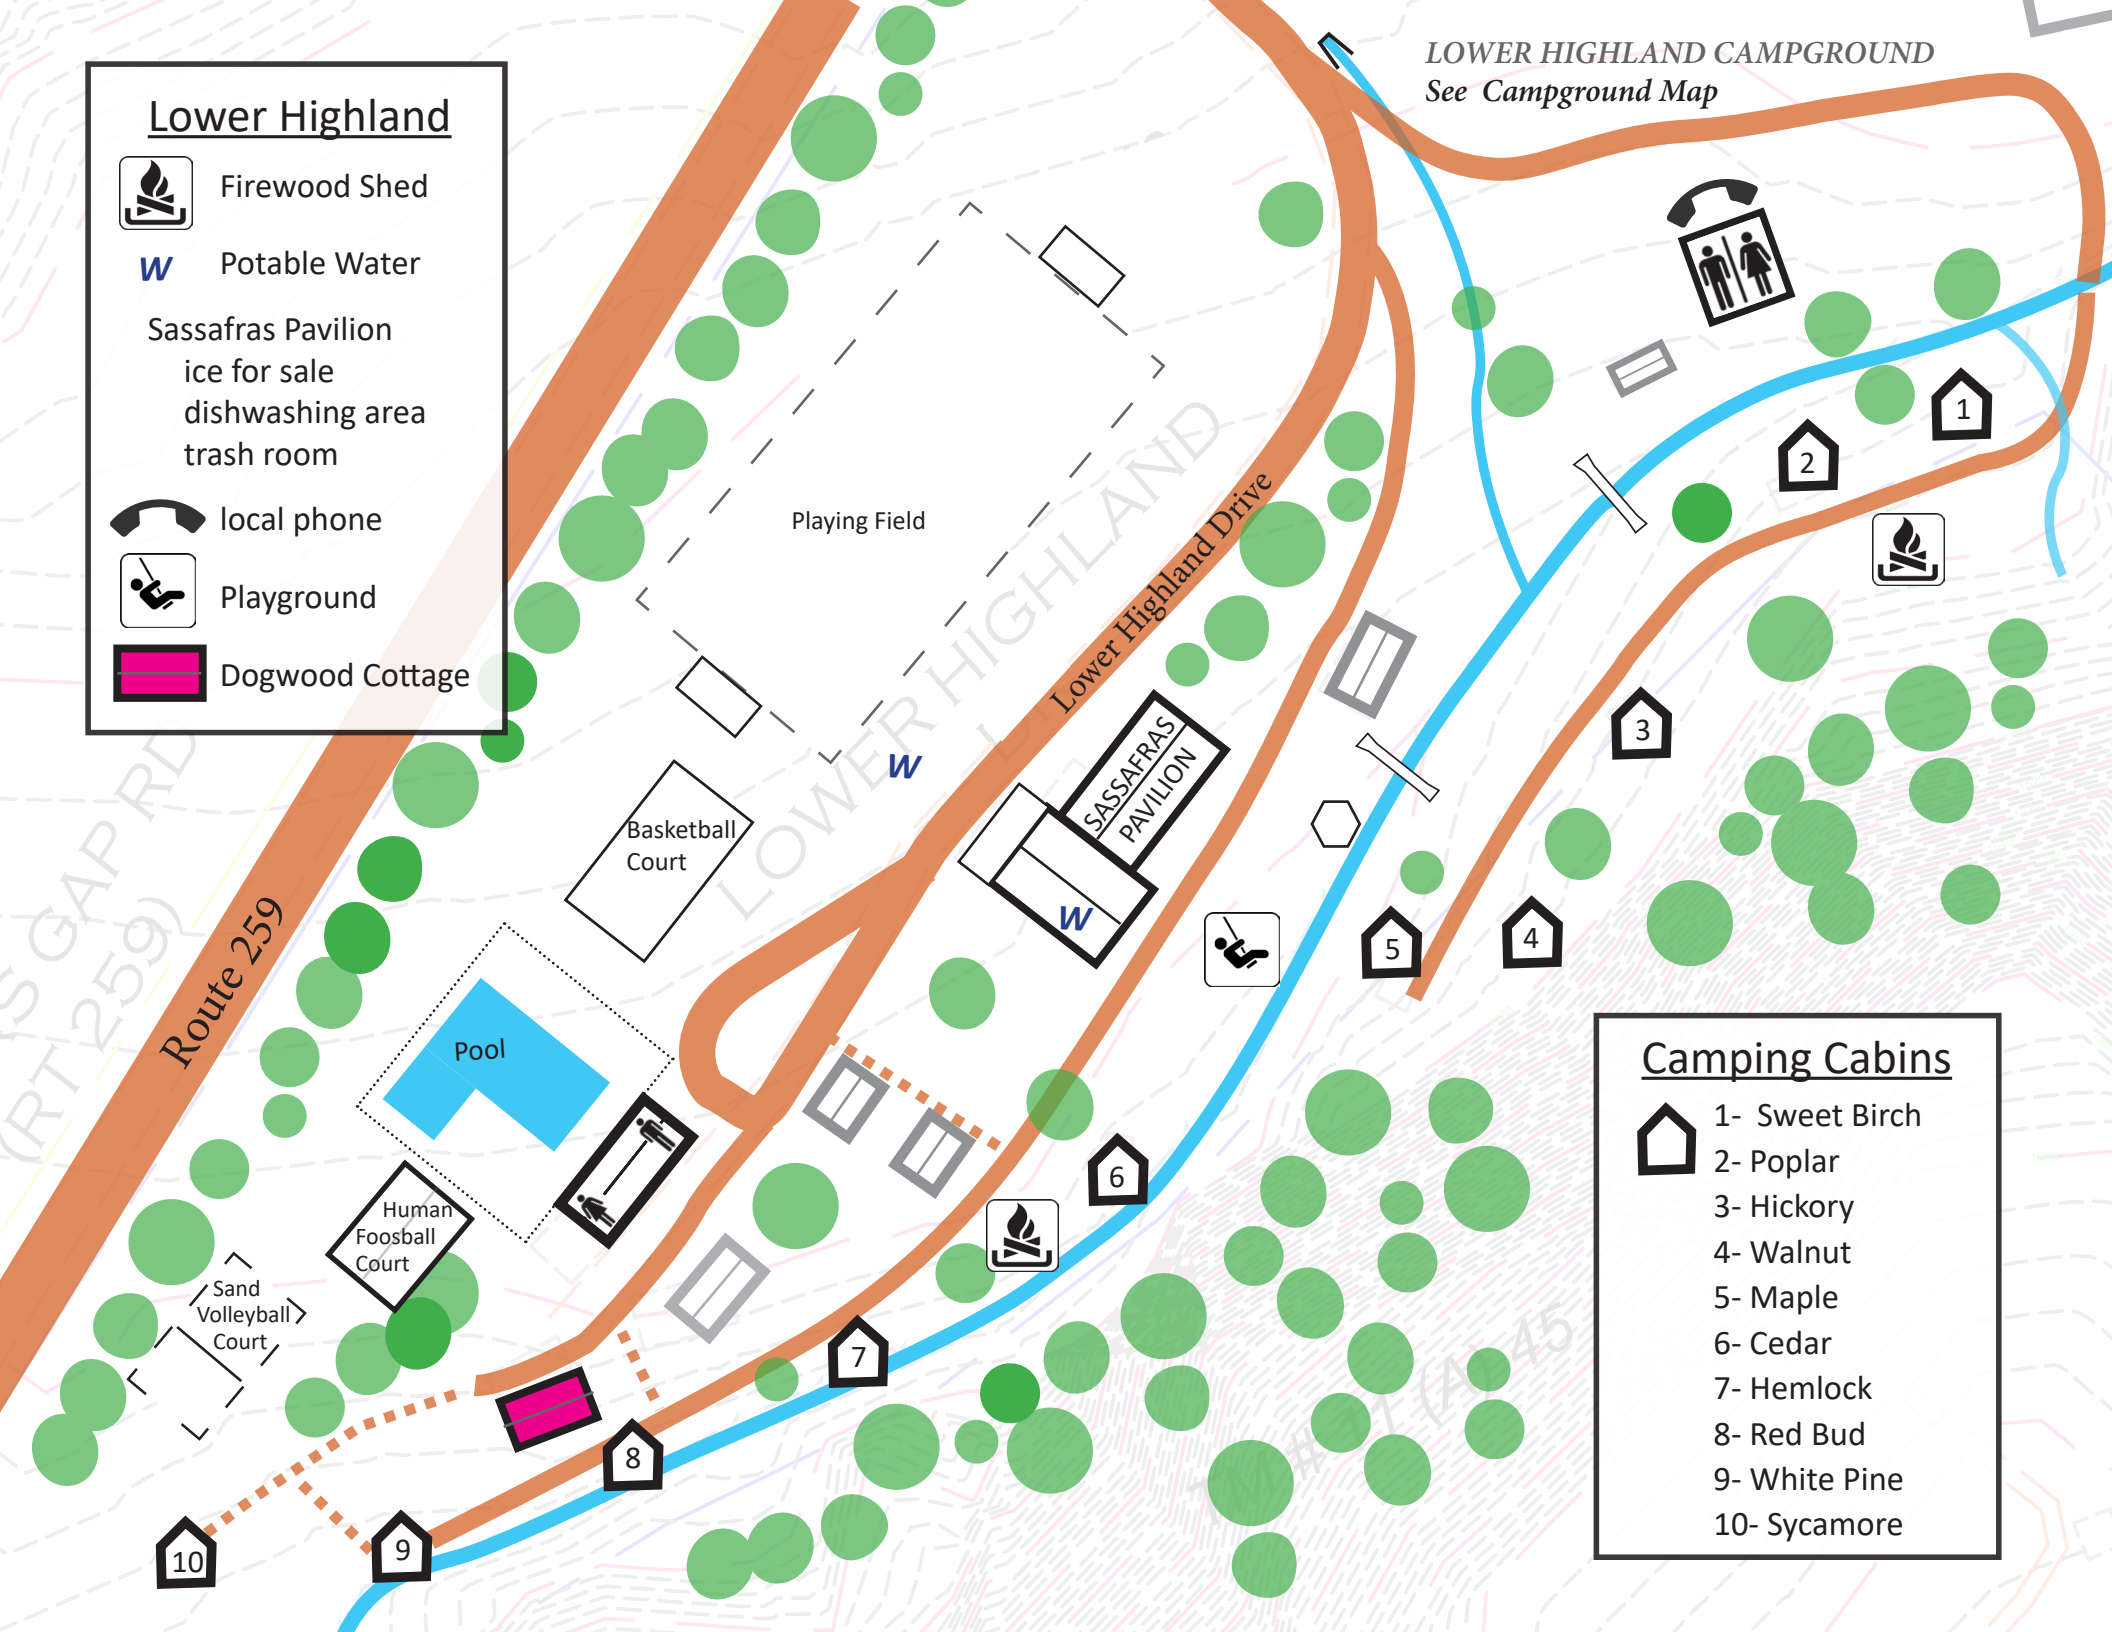 Lower Highland
Firewood Shed
W
Potable Water
Sassafras Pavilion
ice for sale
dishwashing area
trash room
local phone
Playground
Dogwood Cottage
LOWER HIGHLAND CAMPGROUND
See Campground Map
Playing Field
LOWER HIGHLAND
Lower Highland Drive
W
SASSAFRAS
PAVILION
W
Basketball
Court
Route 259
S GAP RD
(RT 259)
Pool
Human
Foosball
Court
Sand
Volleyball
Court
1
2
3
4
5
6
7
8
9
10
Camping Cabins
1- Sweet Birch
2- Poplar
3- Hickory
4- Walnut
5- Maple
6- Cedar
7- Hemlock
8- Red Bud
9- White Pine
10- Sycamore